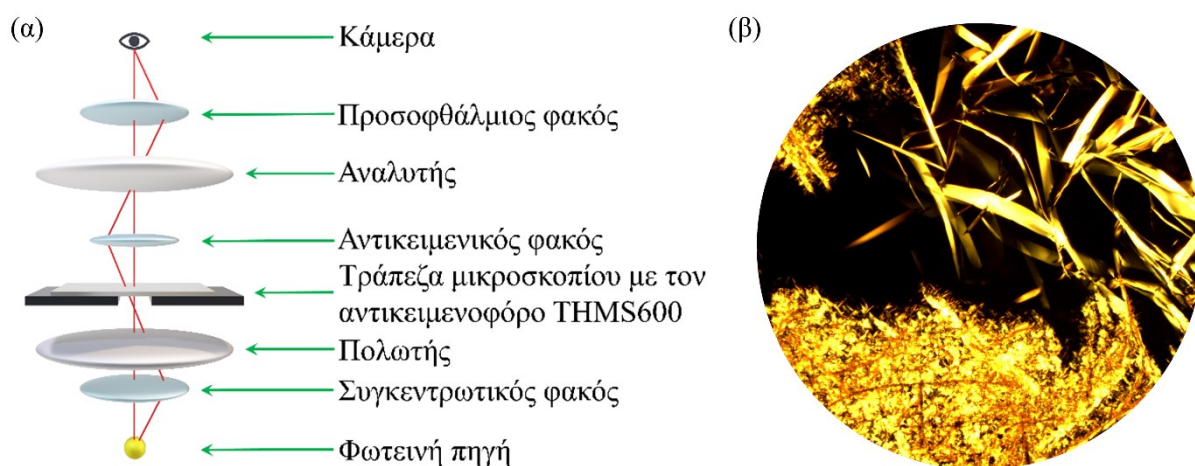 (α)
Κάμερα
Προσοφθάλμιος φακός
Αναλυτής
Αντικειμενικός φακός
Τράπεζα μικροσκοπίου με τον
αντικειμενοφόρο THMS600
Πολωτής
Συγκεντρωτικός φακός
Φωτεινή πηγή
(β)